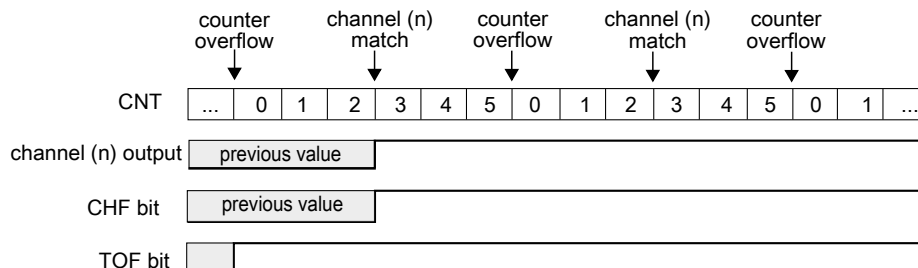 counter overflow
channel (n) match
counter overflow
channel (n) match
counter overflow
CNT ... 0 1 2 3 4 5 0 1 2 3 4 5 0 1 ...
channel (n) output previous value
CHF bit previous value
TOF bit